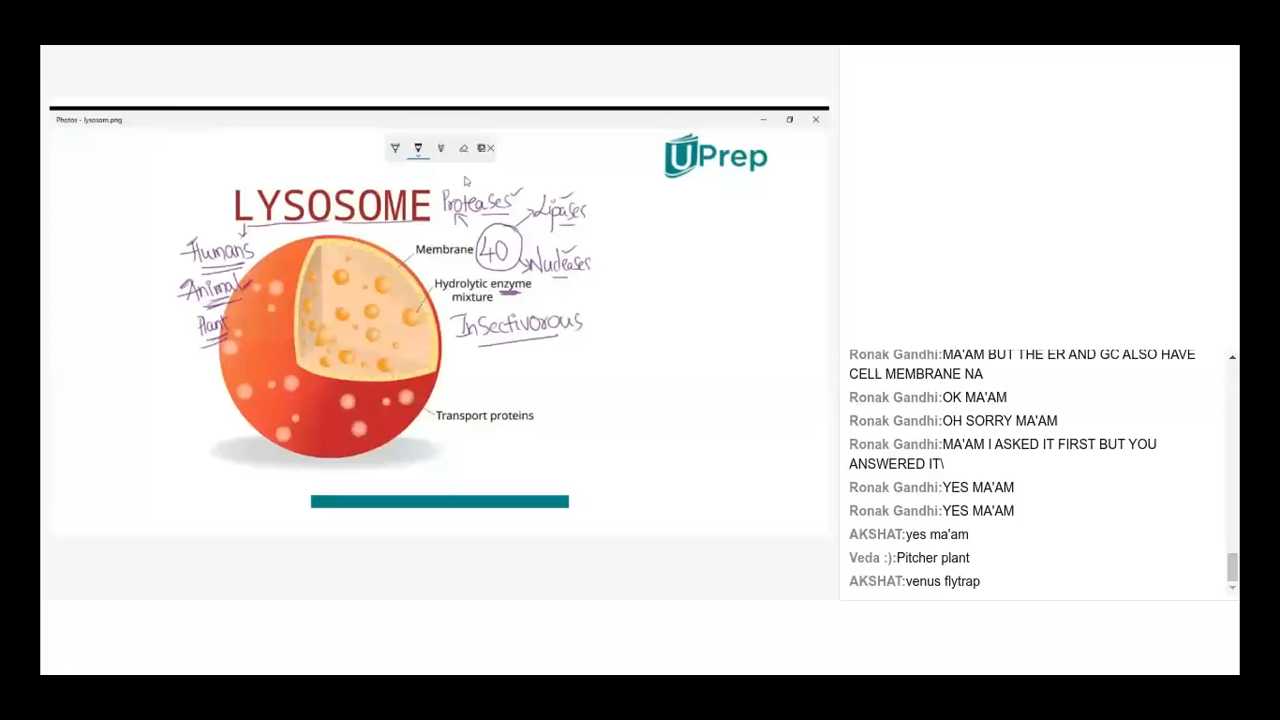 Photos - lysosom.png
UPrep
LYSOSOME
Proteases
Lipases
Humans
Membrane
40
Nucleases
Animal
Hydrolytic enzyme
mixture
Plant
Insectivorous
Transport proteins
Ronak Gandhi:MA'AM BUT THE ER AND GC ALSO HAVE
CELL MEMBRANE NA
Ronak Gandhi:OK MA'AM
Ronak Gandhi:OH SORRY MA'AM
Ronak Gandhi:MA'AM I ASKED IT FIRST BUT YOU
ANSWERED IT\
Ronak Gandhi:YES MA'AM
Ronak Gandhi:YES MA'AM
AKSHAT:yes ma'am
Veda :):Pitcher plant
AKSHAT:venus flytrap